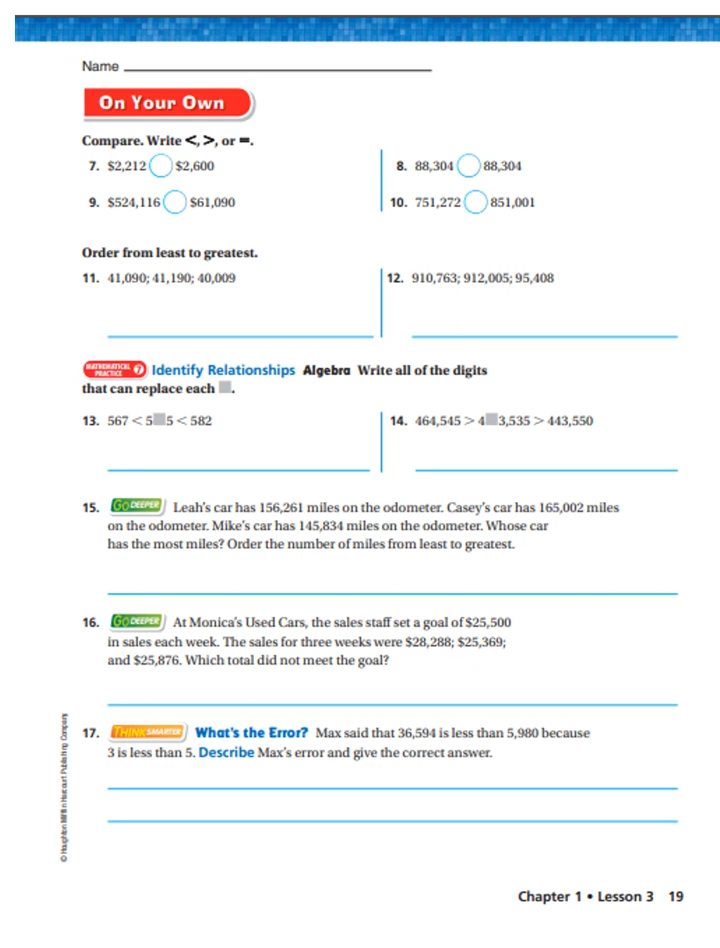 Name
On Your Own
Compare. Write <, >, or =.
7. $2,212 $2,600
8. 88,304 88,304
9. $524,116 $61,090
10. 751,272 851,001
Order from least to greatest.
11. 41,090; 41,190; 40,009
12. 910,763; 912,005; 95,408
MATHEMATICAL PRACTICE 7 Identify Relationships Algebra Write all of the digits
that can replace each ■.
13. 567 < 5■5 < 582
14. 464,545 > 4■3,535 > 443,550
15. GO DEEPER Leah's car has 156,261 miles on the odometer. Casey's car has 165,002 miles
on the odometer. Mike's car has 145,834 miles on the odometer. Whose car
has the most miles? Order the number of miles from least to greatest.
16. GO DEEPER At Monica's Used Cars, the sales staff set a goal of $25,500
in sales each week. The sales for three weeks were $28,288; $25,369;
and $25,876. Which total did not meet the goal?
17. THINK SMARTER What's the Error? Max said that 36,594 is less than 5,980 because
3 is less than 5. Describe Max's error and give the correct answer.
© Houghton Mifflin Harcourt Publishing Company
Chapter 1 • Lesson 3 19